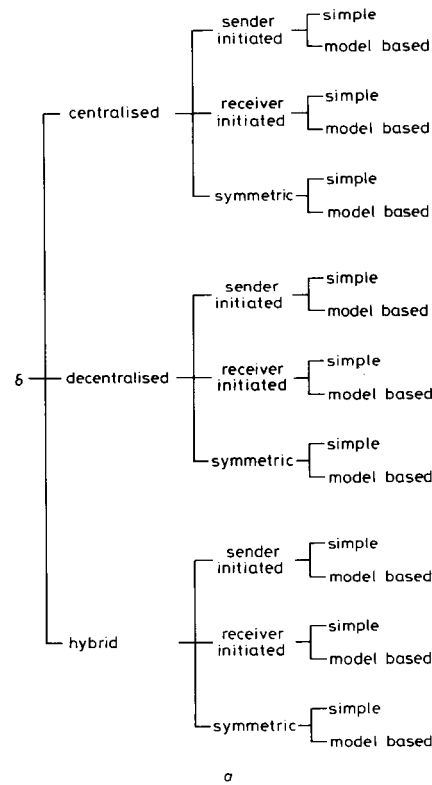 sender
initiated
simple
model based
centralised
receiver
initiated
simple
model based
symmetric
simple
model based
δ
decentralised
sender
initiated
simple
model based
receiver
initiated
simple
model based
symmetric
simple
model based
hybrid
sender
initiated
simple
model based
receiver
initiated
simple
model based
symmetric
simple
model based
a